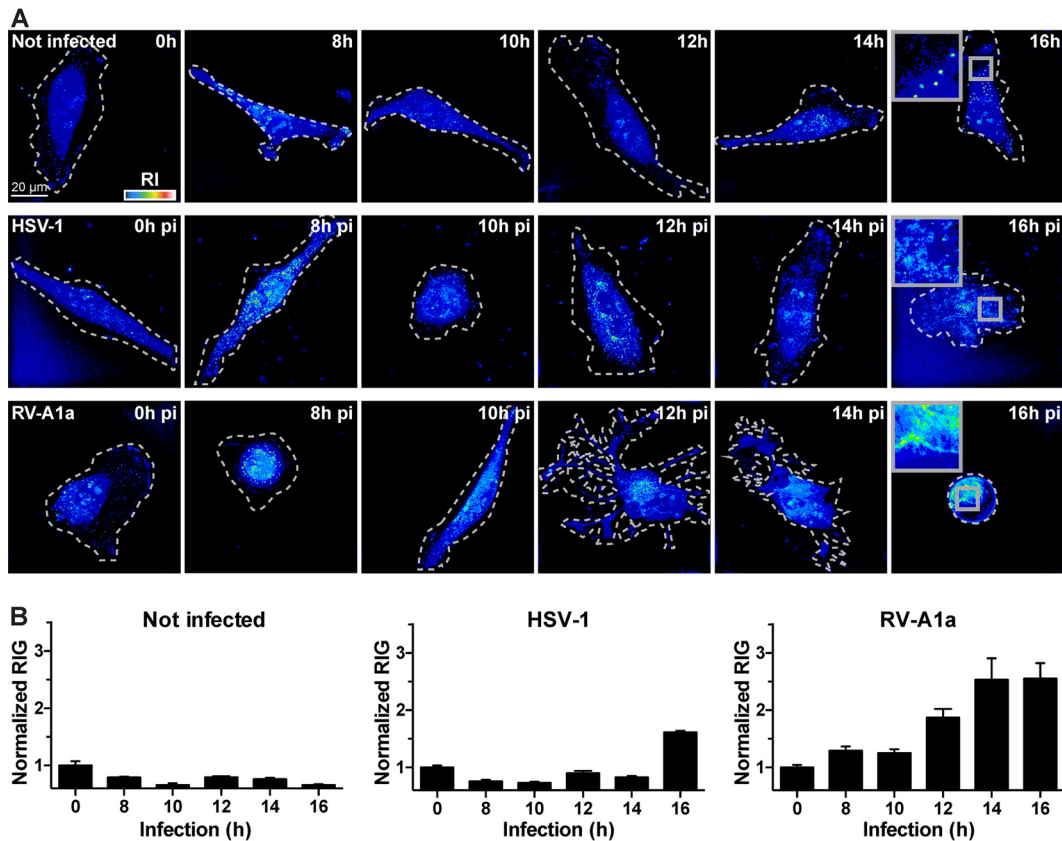 A
Not infected 0h 8h 10h 12h 14h 16h
20 µm RI
HSV-1 0h pi 8h pi 10h pi 12h pi 14h pi 16h pi
RV-A1a 0h pi 8h pi 10h pi 12h pi 14h pi 16h pi
B
Not infected
Normalized RIG
3
2
1
0 8 10 12 14 16
Infection (h)
HSV-1
Normalized RIG
3
2
1
0 8 10 12 14 16
Infection (h)
RV-A1a
Normalized RIG
3
2
1
0 8 10 12 14 16
Infection (h)